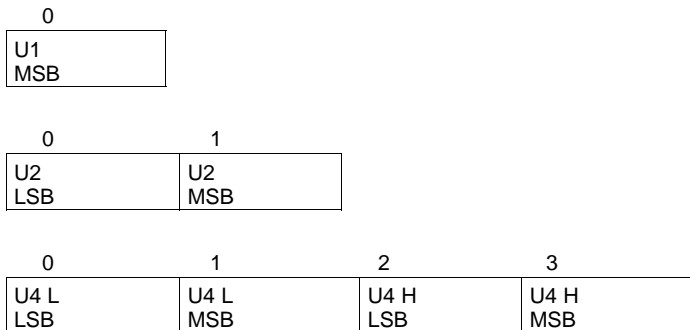 0
U1
MSB
0 1
U2 U2
LSB MSB
0 1 2 3
U4 L U4 L U4 H U4 H
LSB MSB LSB MSB